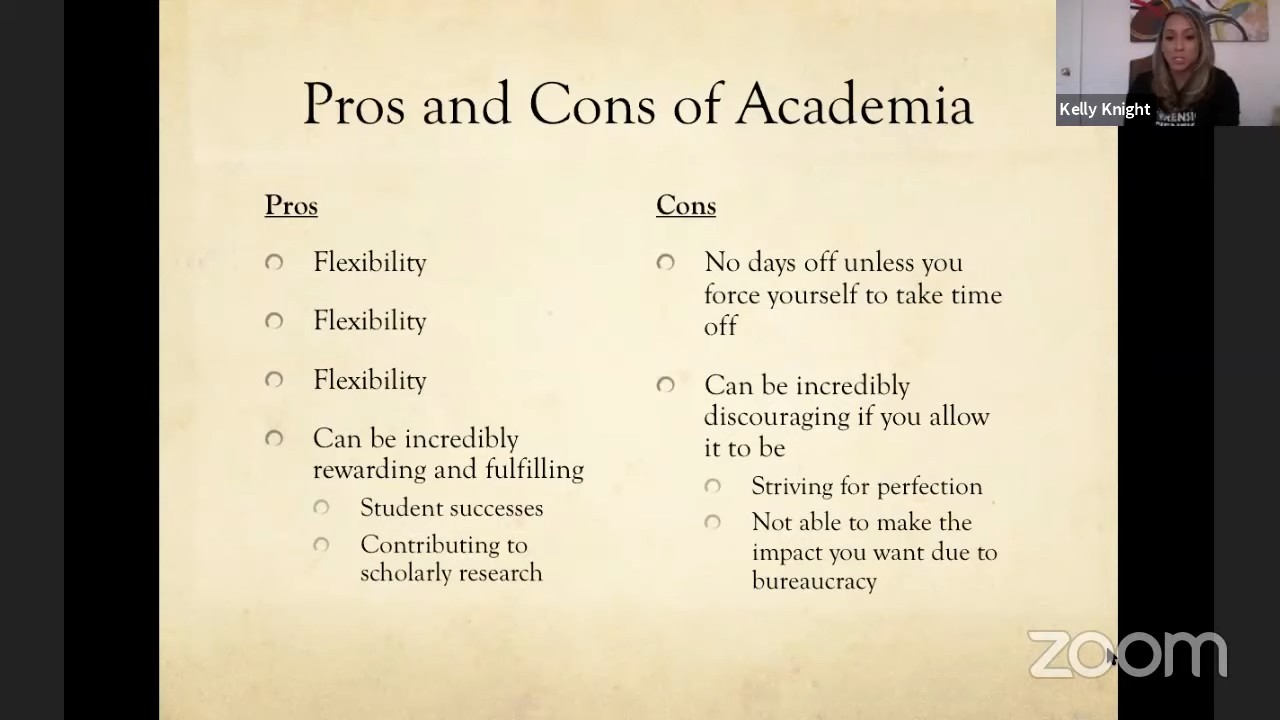 Pros and Cons of Academia
Kelly Knight
Pros
Flexibility
Flexibility
Flexibility
Can be incredibly
rewarding and fulfilling
Student successes
Contributing to
scholarly research
Cons
No days off unless you
force yourself to take time
off
Can be incredibly
discouraging if you allow
it to be
Striving for perfection
Not able to make the
impact you want due to
bureaucracy
zoom